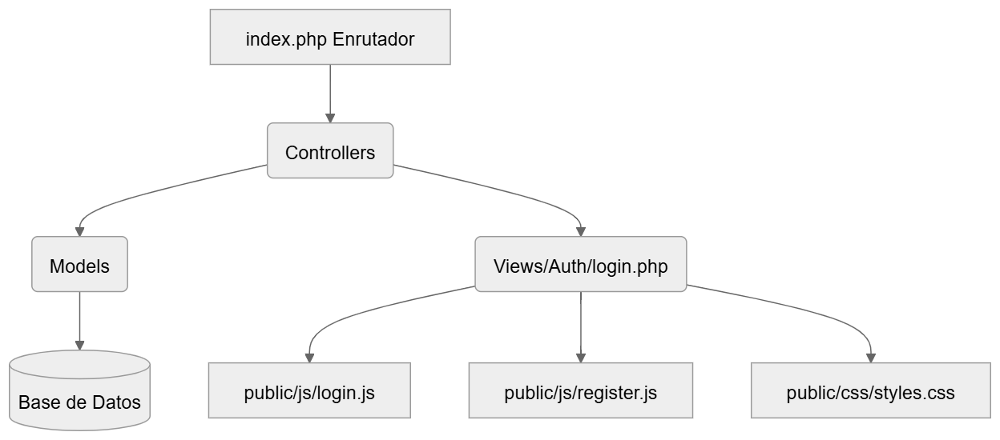 index.php Enrutador
Controllers
Models
Views/Auth/login.php
Base de Datos
public/js/login.js
public/js/register.js
public/css/styles.css